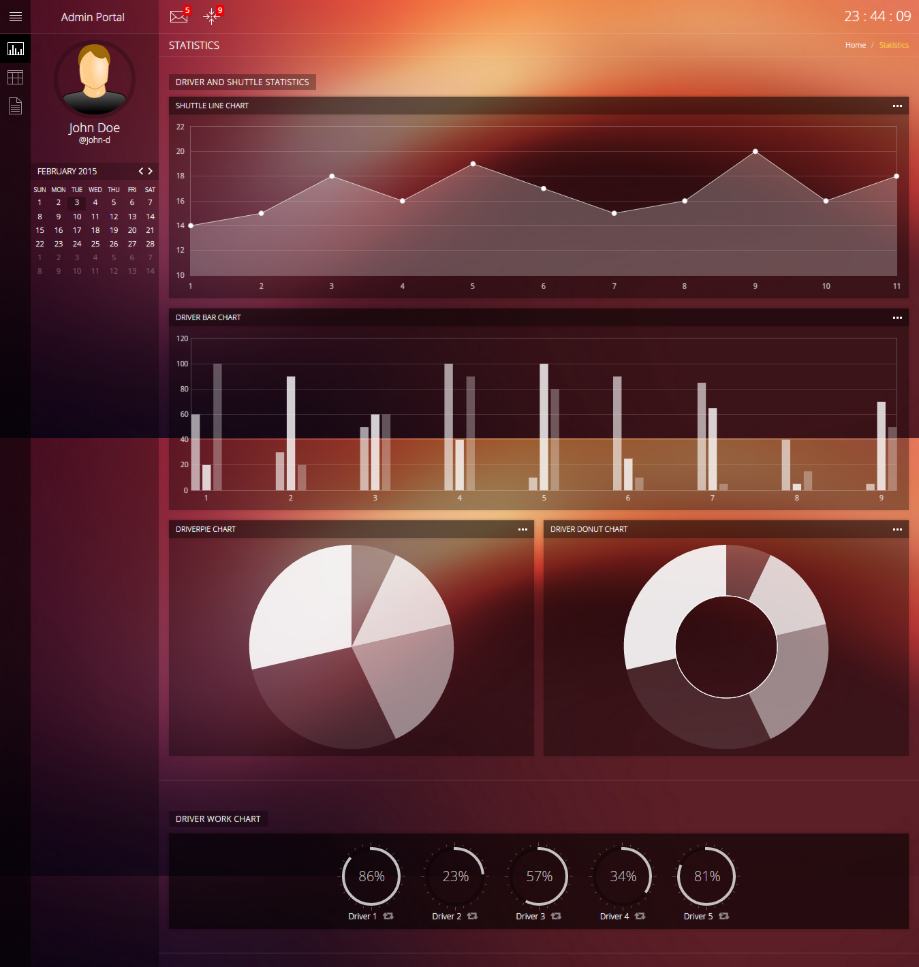 Admin Portal
5
9
23 : 44 : 09
STATISTICS
Home / Statistics
John Doe
@John-d
FEBRUARY 2015
SUN MON TUE WED THU FRI SAT
1 2 3 4 5 6 7
8 9 10 11 12 13 14
15 16 17 18 19 20 21
22 23 24 25 26 27 28
1 2 3 4 5 6 7
8 9 10 11 12 13 14
DRIVER AND SHUTTLE STATISTICS
SHUTTLE LINE CHART
22
20
18
16
14
12
10
1 2 3 4 5 6 7 8 9 10 11
DRIVER BAR CHART
120
100
80
60
40
20
0
1 2 3 4 5 6 7 8 9
DRIVERPIE CHART
DRIVER DONUT CHART
DRIVER WORK CHART
86% 23% 57% 34% 81%
Driver 1 Driver 2 Driver 3 Driver 4 Driver 5